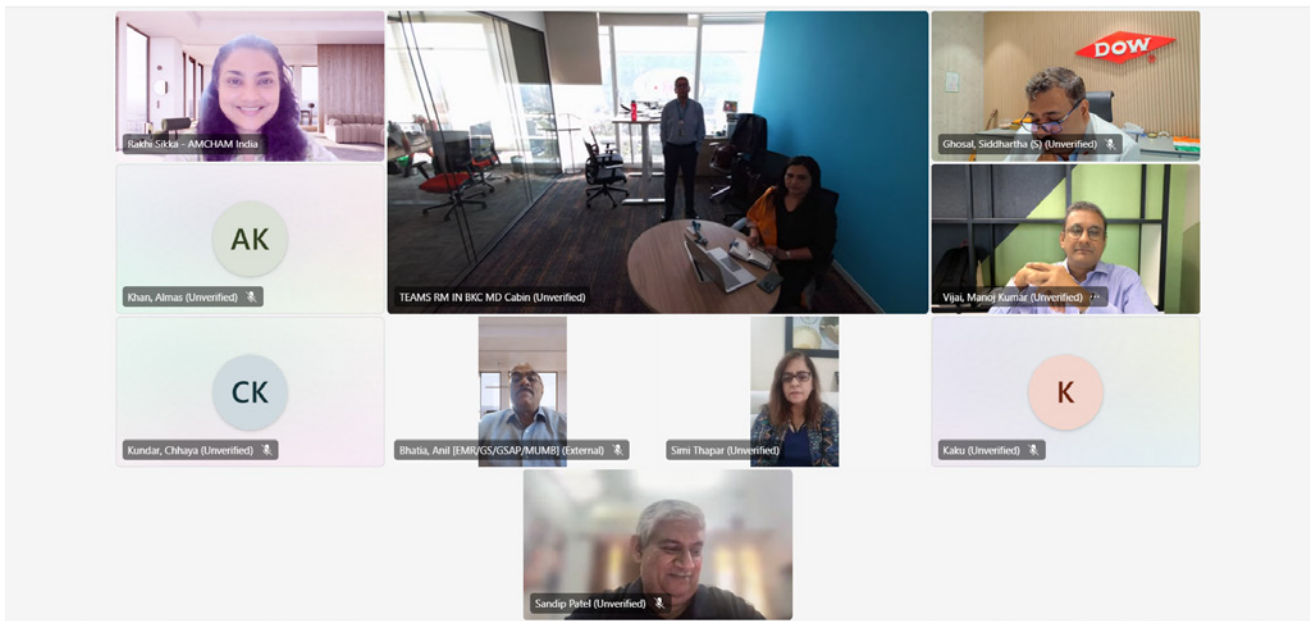 Rakhi Sikka - AMCHAM India
TEAMS RM IN BKC MD Cabin (Unverified)
DOW
Ghosal, Siddhartha (S) (Unverified)
AK
Khan, Almas (Unverified)
Vijai, Manoj Kumar (Unverified) ...
CK
Kundar, Chhaya (Unverified)
Bhatia, Anil [EMR/GS/GSAP/MUMB] (External)
Simi Thapar (Unverified)
K
Kaku (Unverified)
Sandip Patel (Unverified)